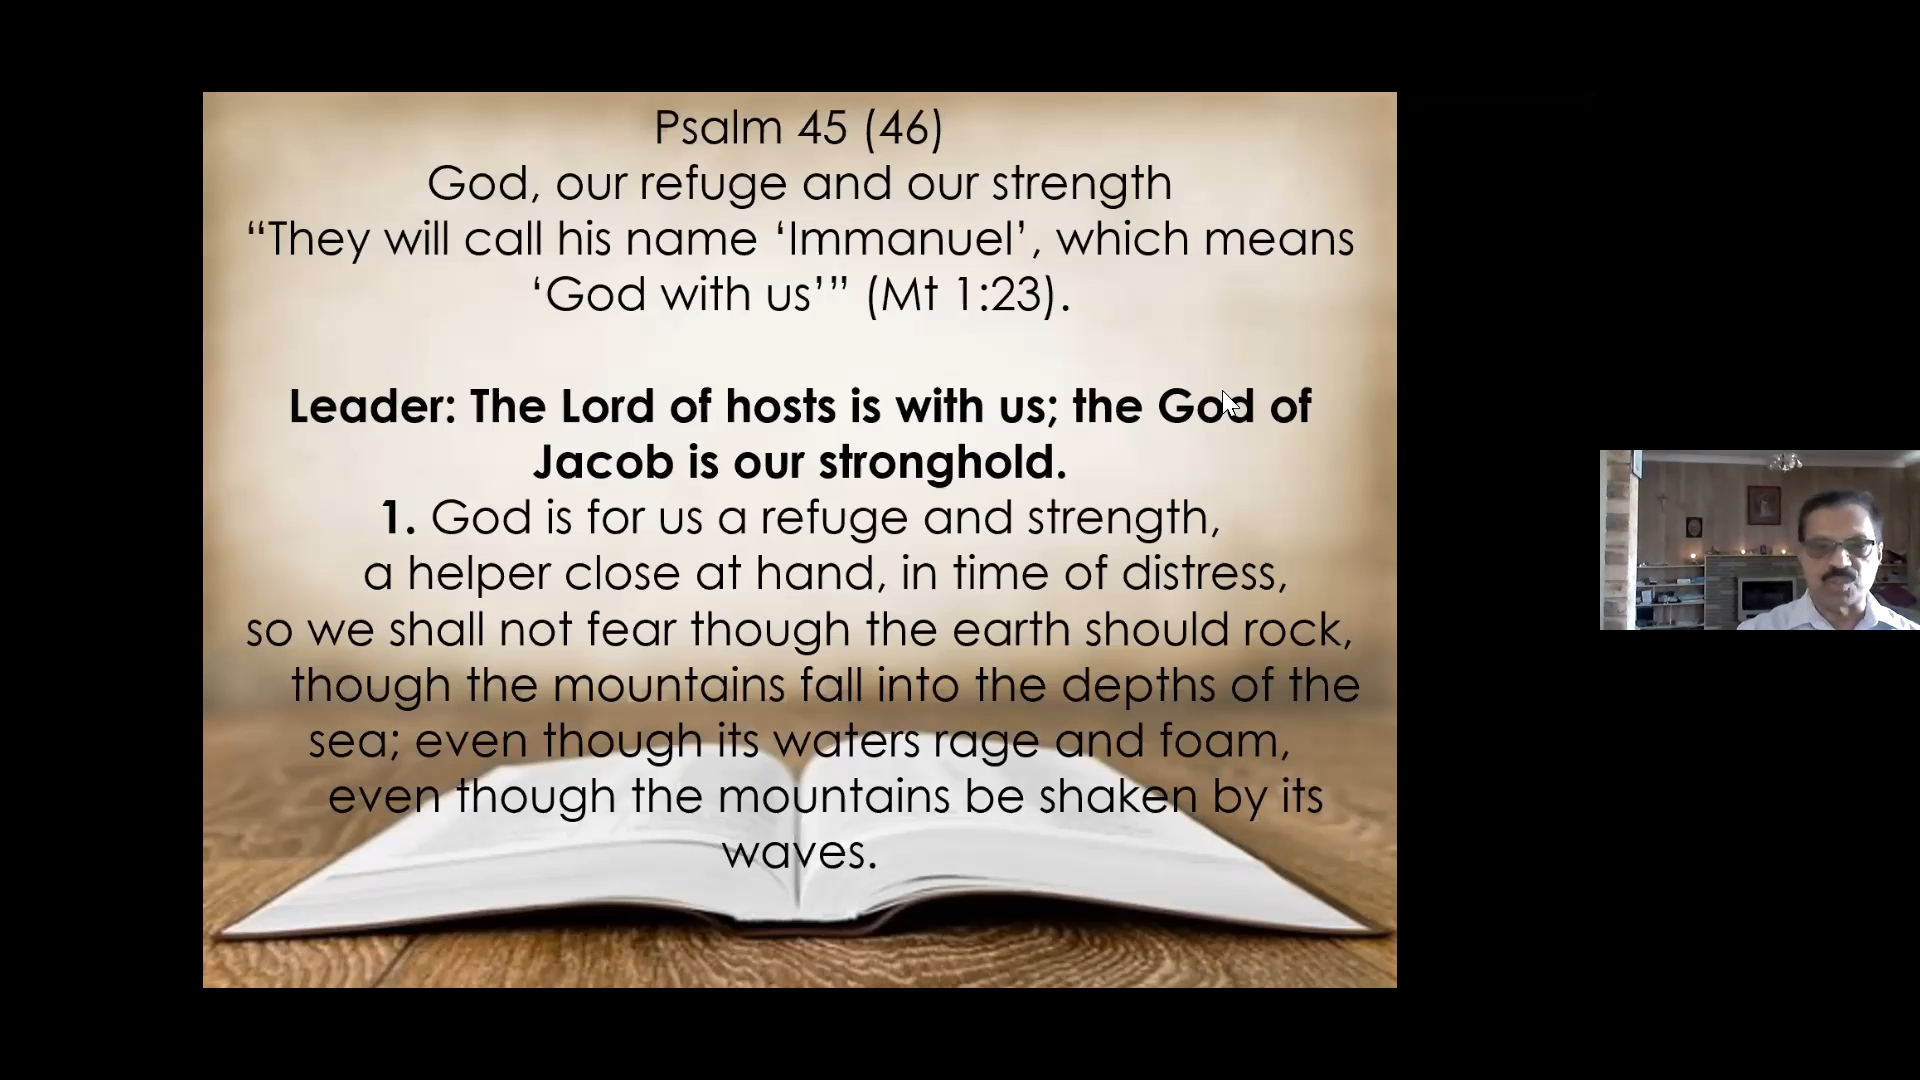 Psalm 45 (46)
God, our refuge and our strength
“They will call his name ‘Immanuel’, which means
‘God with us’” (Mt 1:23).
Leader: The Lord of hosts is with us; the God of
Jacob is our stronghold.
1. God is for us a refuge and strength,
a helper close at hand, in time of distress,
so we shall not fear though the earth should rock,
though the mountains fall into the depths of the
sea; even though its waters rage and foam,
even though the mountains be shaken by its
waves.